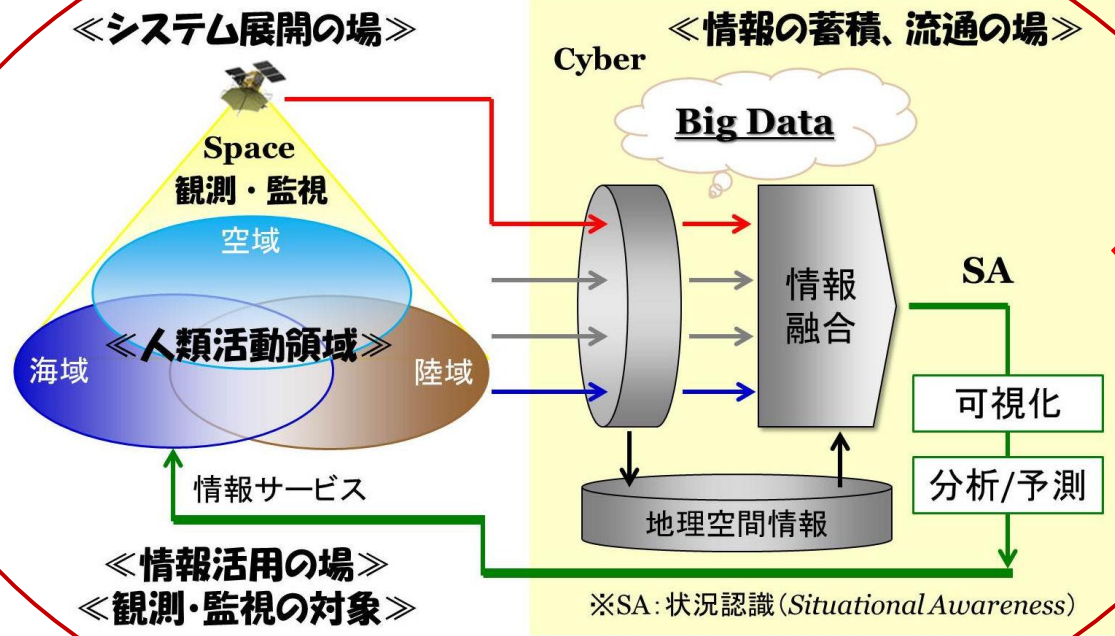 ≪システム展開の場≫
≪情報の蓄積、流通の場≫
Cyber
Big Data
Space
観測・監視
空域
≪人類活動領域≫
海域
陸域
情報
融合
SA
可視化
分析/予測
地理空間情報
情報サービス
≪情報活用の場≫
≪観測・監視の対象≫
※SA:状況認識(Situational Awareness)